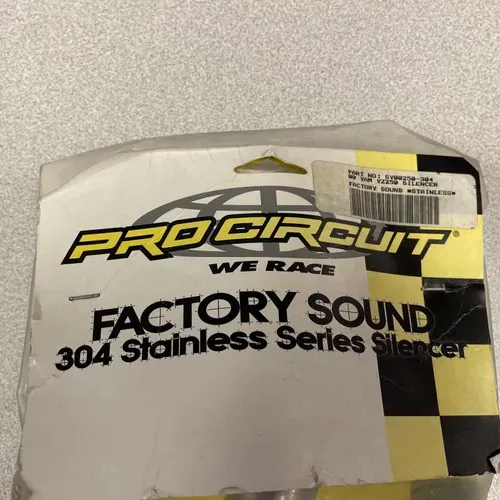 PART NO: SY00250-304
00 YAM YZ250 SILENCER
FACTORY SOUND *STAINLESS*
PRO CIRCUIT®
WE RACE
FACTORY SOUND
304 Stainless Series Silencer